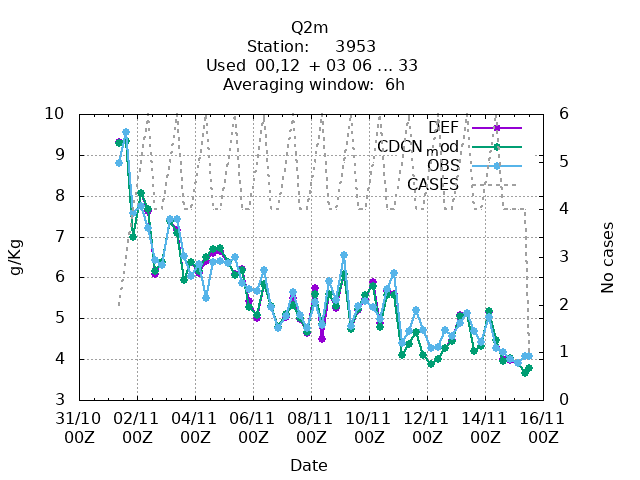 Q2m
Station: 3953
Used 00,12 + 03 06 ... 33
Averaging window: 6h
10
9
8
7
6
5
4
3
6
5
4
3
2
1
0
g/Kg
No cases
DEF
CDCN_mod
OBS
CASES
31/10 02/11 04/11 06/11 08/11 10/11 12/11 14/11 16/11
00Z 00Z 00Z 00Z 00Z 00Z 00Z 00Z 00Z
Date